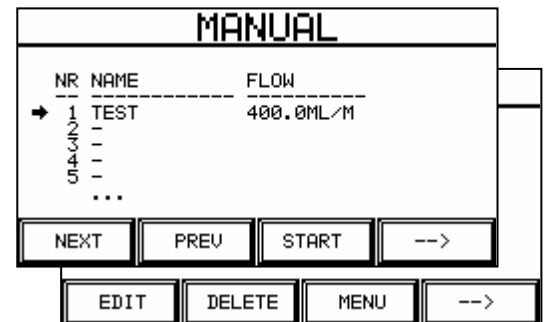 MANUAL
NR NAME FLOW
➔ 1 TEST 400.0ML/M
2 -
3 -
4 -
5 -
...
NEXT PREV START -->
EDIT DELETE MENU -->